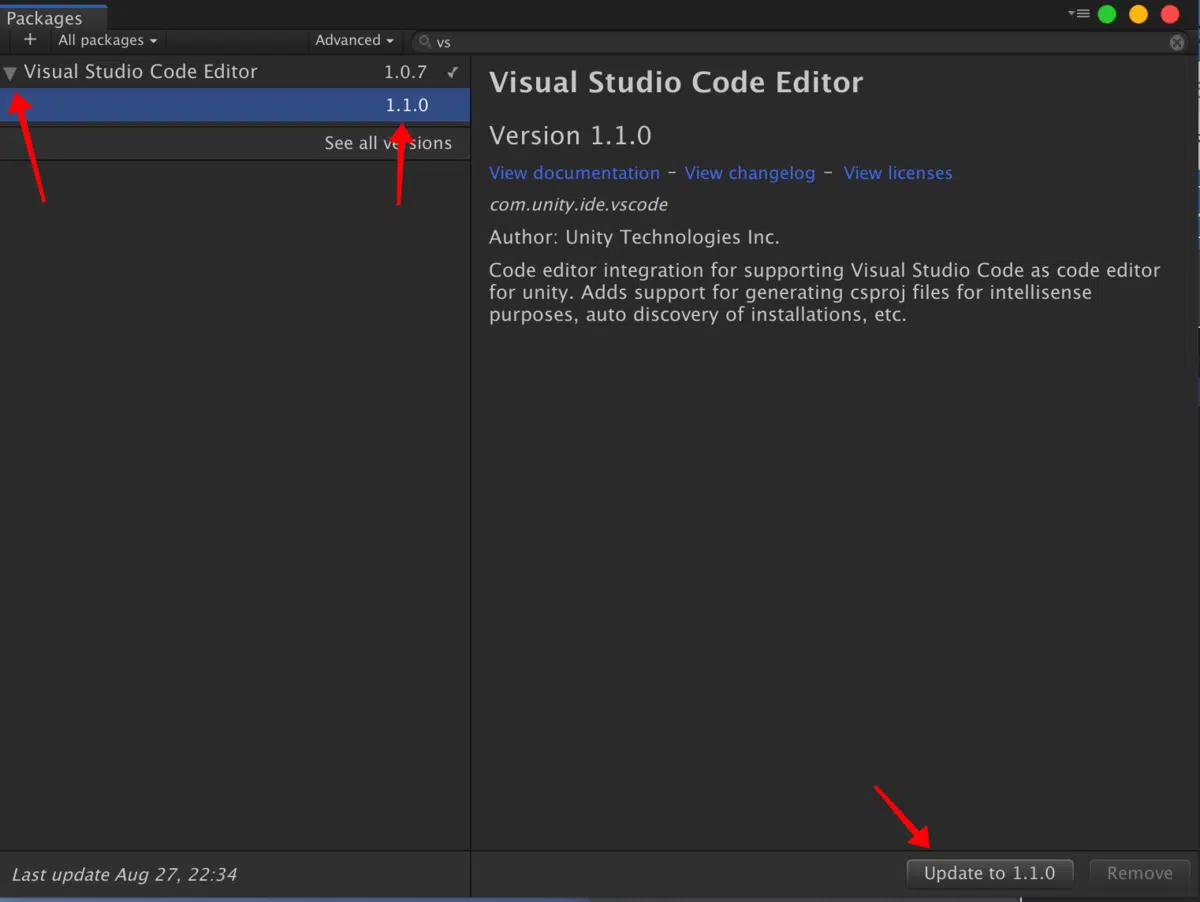 Packages
+ All packages Advanced vs
Visual Studio Code Editor 1.0.7 ✓
1.1.0
See all versions
Visual Studio Code Editor
Version 1.1.0
View documentation – View changelog – View licenses
com.unity.ide.vscode
Author: Unity Technologies Inc.
Code editor integration for supporting Visual Studio Code as code editor
for unity. Adds support for generating csproj files for intellisense
purposes, auto discovery of installations, etc.
Last update Aug 27, 22:34
Update to 1.1.0 Remove